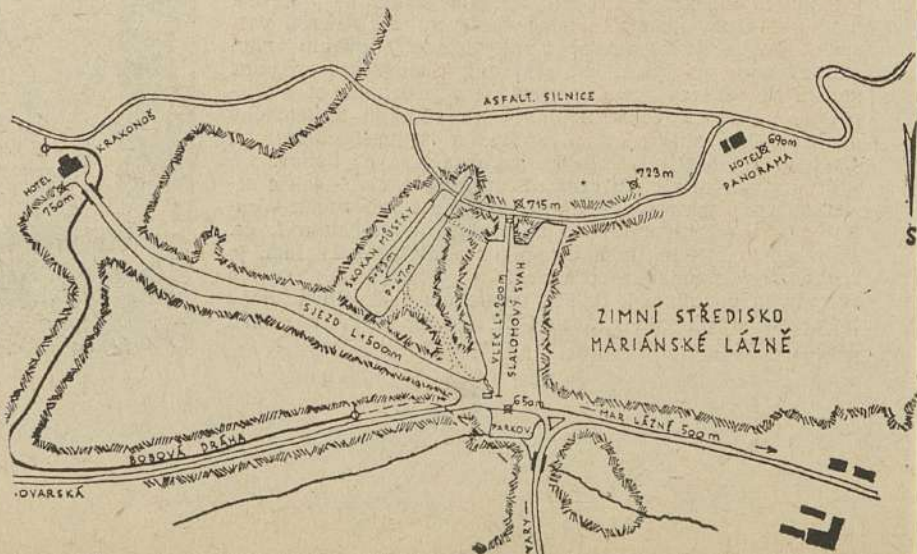 ASFALT. SILNICE
HOTEL
KRAKONOŠ
750m
HOTEL
PANORAMA
690m
723m
715m
S
SKOKAN MŮSTKY
D=47m
SJEZD L=500m
VLEK L=200m
SLALOMOVÝ SVAH
ZIMNÍ STŘEDISKO
MARIÁNSKÉ LÁZNĚ
650m
PARKOV
MAR LÁZNĚ 500m
BOBOVÁ DRÁHA
.OVARSKÁ
VARY